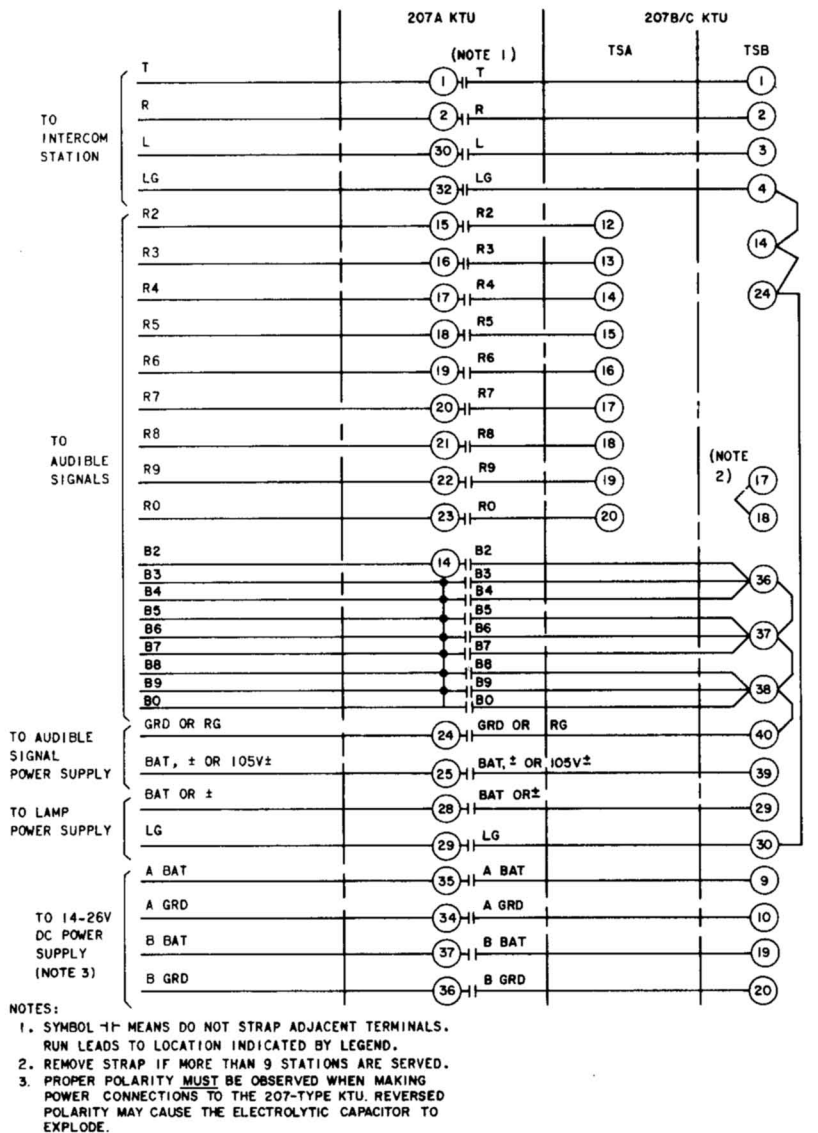 207A KTU 207B/C KTU
(NOTE 1) TSA TSB
TO INTERCOM STATION
T 1 T 1
R 2 R 2
L 30 L 3
LG 32 LG 4
TO AUDIBLE SIGNALS
R2 15 R2 12 14
R3 16 R3 13
R4 17 R4 14 24
R5 18 R5 15
R6 19 R6 16
R7 20 R7 17
R8 21 R8 18
(NOTE 2)
R9 22 R9 19 17
R0 23 R0 20 18
B2 14 B2
B3 B3 36
B4 B4
B5 B5
B6 B6 37
B7 B7
B8 B8
B9 B9 38
B0 B0
TO AUDIBLE SIGNAL POWER SUPPLY
GRD OR RG 24 GRD OR RG 40
BAT, ± OR 105V± 25 BAT, ± OR 105V± 39
TO LAMP POWER SUPPLY
BAT OR ± 28 BAT OR± 29
LG 29 LG 30
TO 14-26V DC POWER SUPPLY (NOTE 3)
A BAT 35 A BAT 9
A GRD 34 A GRD 10
B BAT 37 B BAT 19
B GRD 36 B GRD 20
NOTES:
1. SYMBOL ⊣⊢ MEANS DO NOT STRAP ADJACENT TERMINALS.
RUN LEADS TO LOCATION INDICATED BY LEGEND.
2. REMOVE STRAP IF MORE THAN 9 STATIONS ARE SERVED.
3. PROPER POLARITY MUST BE OBSERVED WHEN MAKING
POWER CONNECTIONS TO THE 207-TYPE KTU. REVERSED
POLARITY MAY CAUSE THE ELECTROLYTIC CAPACITOR TO
EXPLODE.